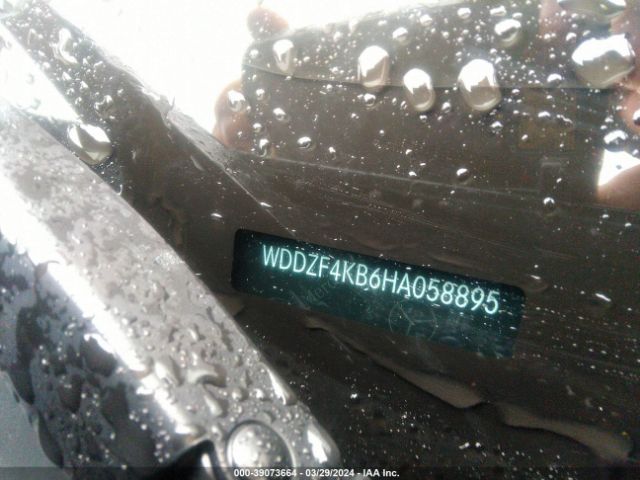 WDDZF4KB6HA058895
000-39073664 - 03/29/2024 - IAA Inc.